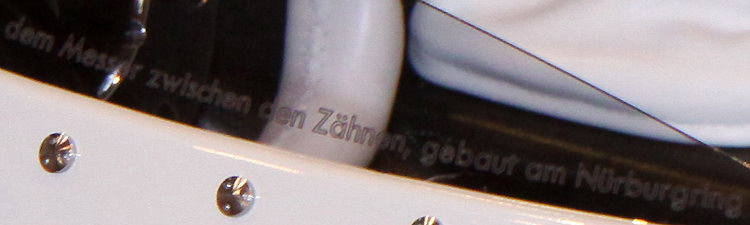 dem Messer zwischen den Zähnen, gebaut am Nürburgring